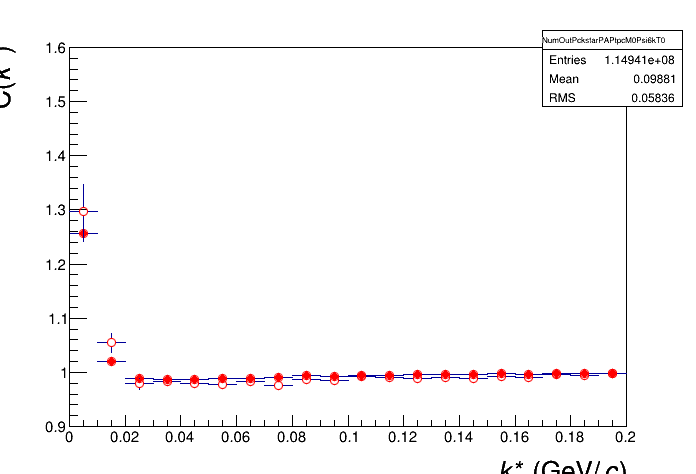 NumOutPckstarPAPtpcM0Psi6kT0
Entries 1.14941e+08
Mean 0.09881
RMS 0.05836
C(k*)
1.6
1.5
1.4
1.3
1.2
1.1
1
0.9
0 0.02 0.04 0.06 0.08 0.1 0.12 0.14 0.16 0.18 0.2
k* (GeV/c)